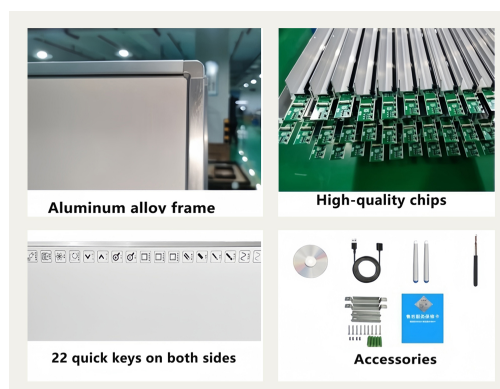 Aluminum alloy frame
High-quality chips
22 quick keys on both sides
Accessories